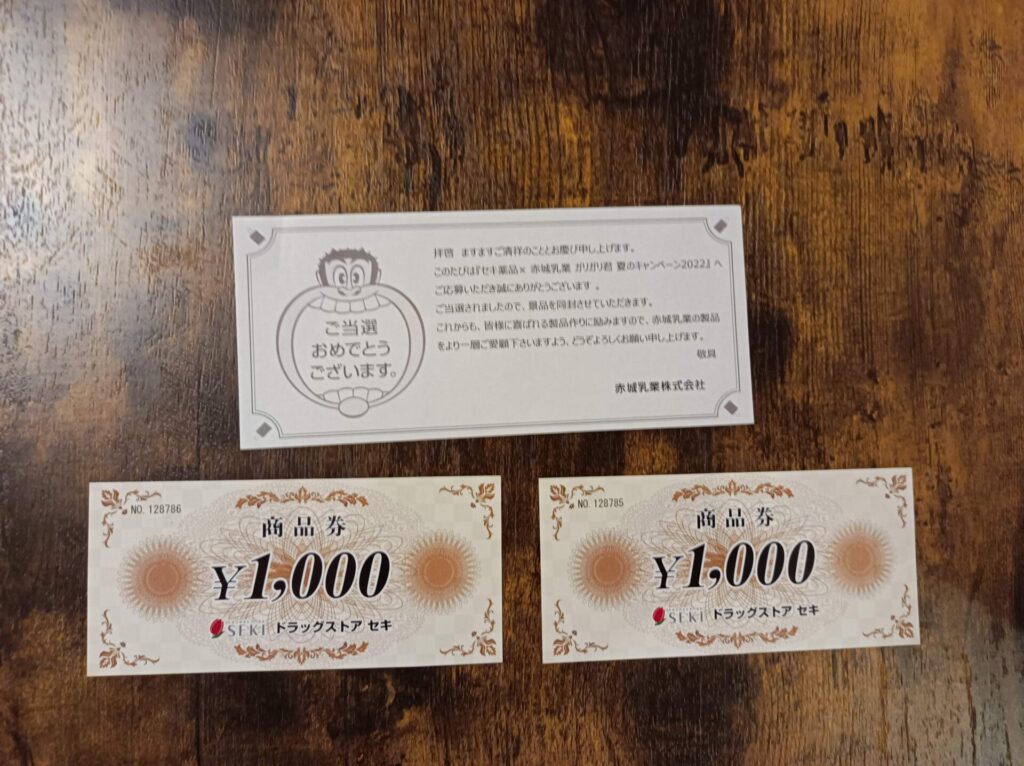 ご当選
おめでとう
ございます。
拝啓 ますますご清祥のこととお慶び申し上げます。
このたびは『セキ薬品× 赤城乳業 ガリガリ君 夏のキャンペーン2022』へ
ご応募いただき誠にありがとうございます 。
ご当選されましたので、景品を同封させていただきます。
これからも、皆様に喜ばれる製品作りに励みますので、赤城乳業の製品
をより一層ご愛顧下さいますよう、どうぞよろしくお願い申し上げます。
敬具
赤城乳業株式会社
NO. 128786
商品券
¥1,000
SEKI ドラッグストア セキ
NO. 128785
商品券
¥1,000
SEKI ドラッグストア セキ